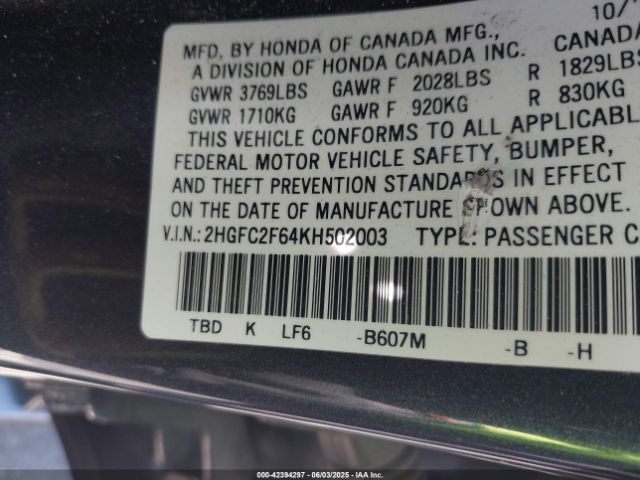 10/
MFD. BY HONDA OF CANADA MFG.,
A DIVISION OF HONDA CANADA INC. CANADA
GVWR 3769LBS GAWR F 2028LBS R 1829LBS
GVWR 1710KG GAWR F 920KG R 830KG
THIS VEHICLE CONFORMS TO ALL APPLICABL
FEDERAL MOTOR VEHICLE SAFETY, BUMPER,
AND THEFT PREVENTION STANDARDS IN EFFECT
ON THE DATE OF MANUFACTURE SHOWN ABOVE.
V.I.N.: 2HGFC2F64KH502003 TYPE: PASSENGER C
TBD K LF6 -B607M -B -H
000-42394297 - 06/03/2025 - IAA Inc.